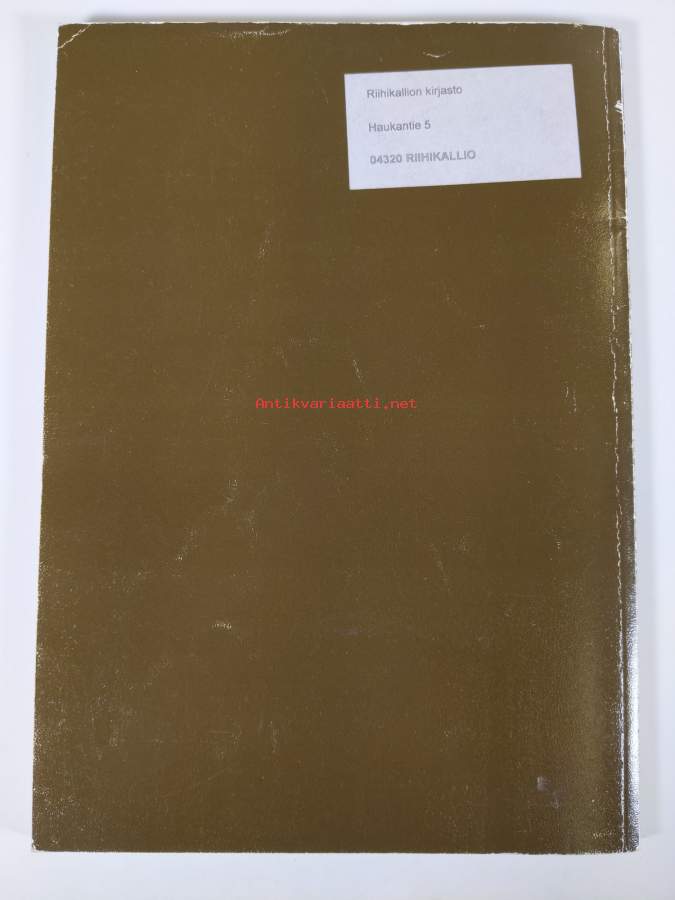 Riihikallion kirjasto
Haukantie 5
04320 RIIHIKALLIO
Antikvariaatti.net